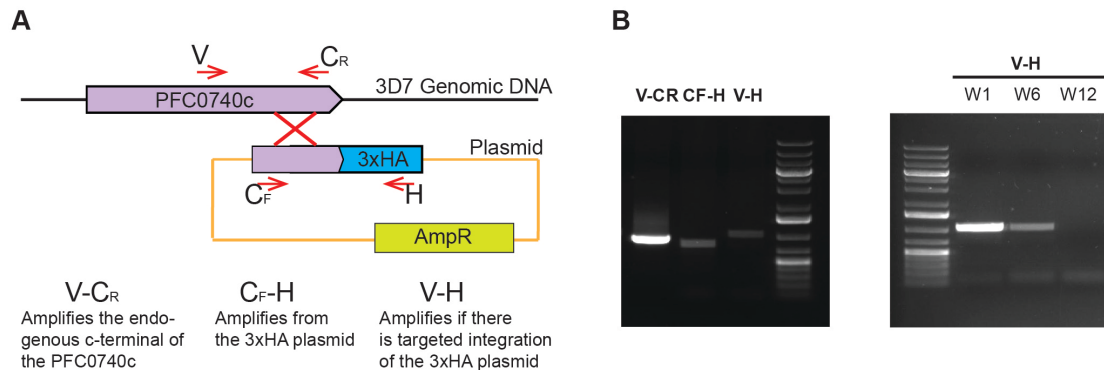 A
V
CR
3D7 Genomic DNA
PFC0740c
Plasmid
3xHA
CF
H
AmpR
V-CR
Amplifies the endo-
genous c-terminal of
the PFC0740c
CF-H
Amplifies from
the 3xHA plasmid
V-H
Amplifies if there
is targeted integration
of the 3xHA plasmid
B
V-CR CF-H V-H
V-H
W1 W6 W12